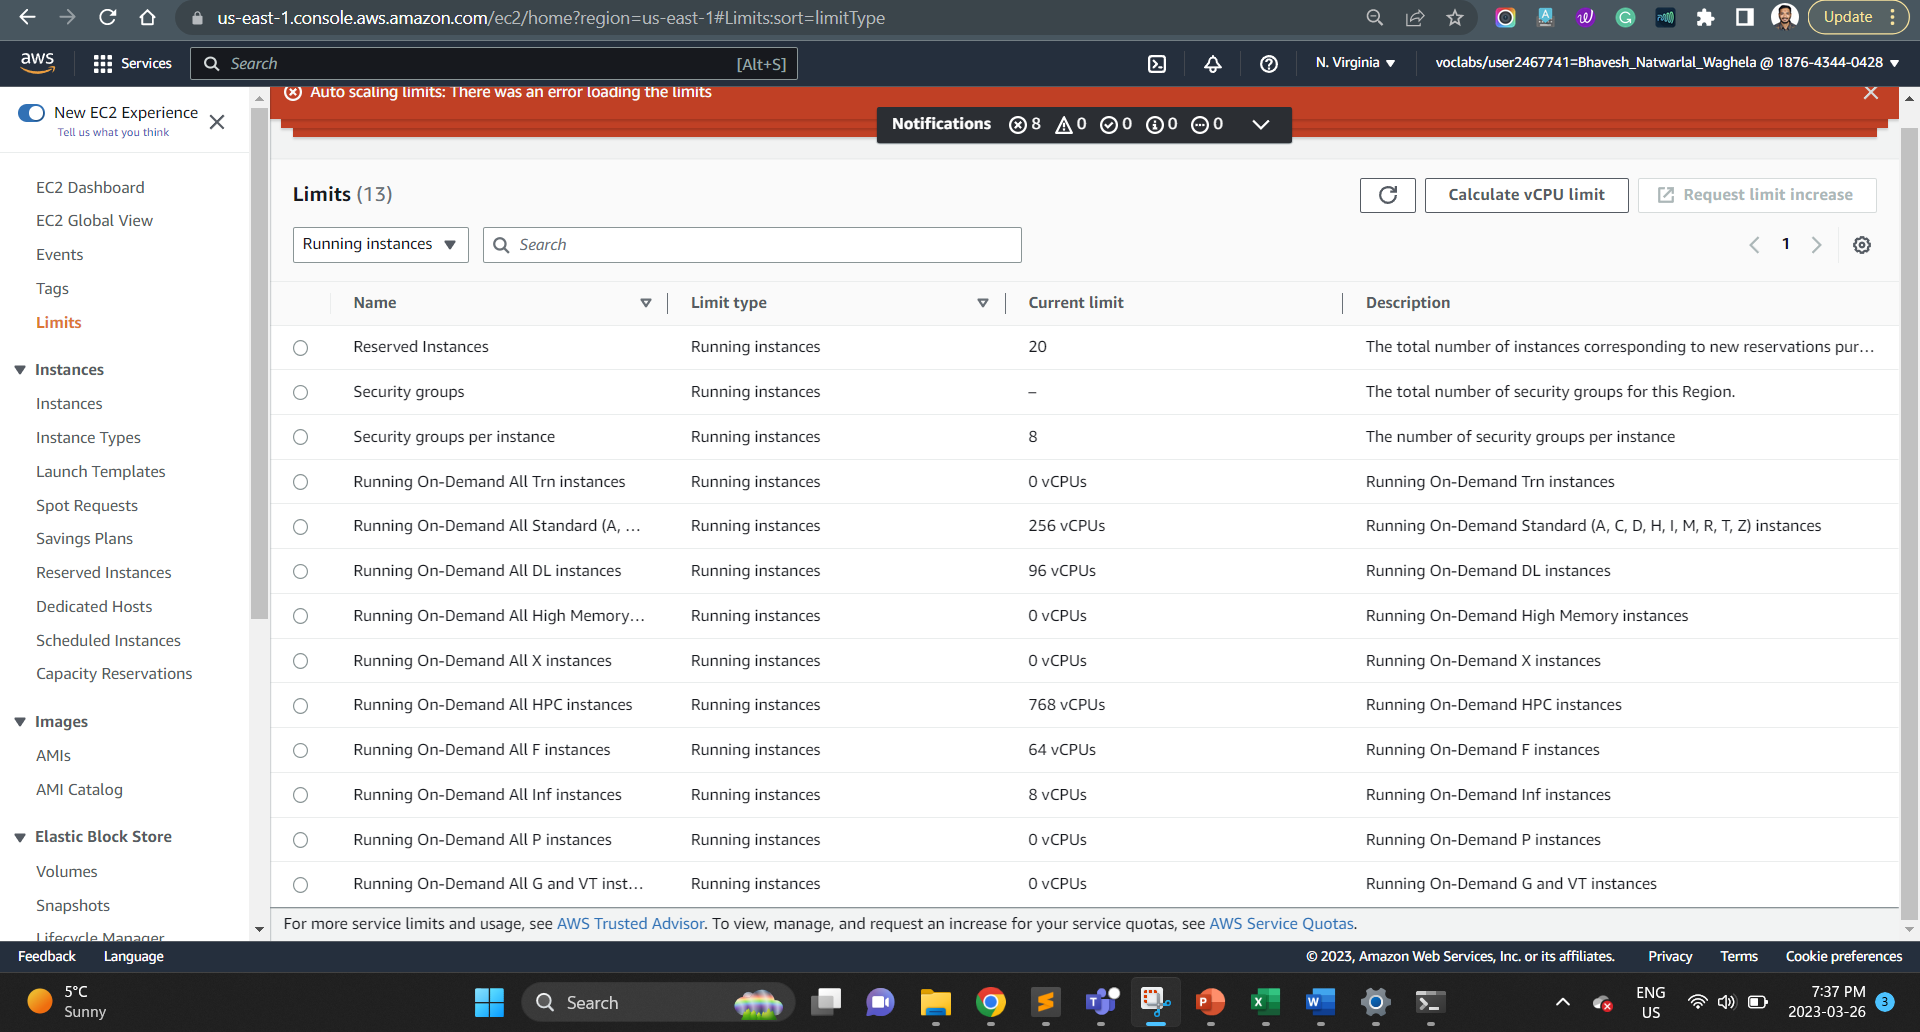 us-east-1.console.aws.amazon.com/ec2/home?region=us-east-1#Limits:sort=limitType
Update
aws
Services
Search
[Alt+S]
N. Virginia
voclabs/user2467741=Bhavesh_Natwarlal_Waghela @ 1876-4344-0428
New EC2 Experience
Tell us what you think
EC2 Dashboard
EC2 Global View
Events
Tags
Limits
Instances
Instances
Instance Types
Launch Templates
Spot Requests
Savings Plans
Reserved Instances
Dedicated Hosts
Scheduled Instances
Capacity Reservations
Images
AMIs
AMI Catalog
Elastic Block Store
Volumes
Snapshots
Lifecycle Manager
Auto scaling limits: There was an error loading the limits
Notifications 8 0 0 0 0
Limits (13)
Calculate vCPU limit
Request limit increase
Running instances
Search
1
Name Limit type Current limit Description
Reserved Instances Running instances 20 The total number of instances corresponding to new reservations pur...
Security groups Running instances – The total number of security groups for this Region.
Security groups per instance Running instances 8 The number of security groups per instance
Running On-Demand All Trn instances Running instances 0 vCPUs Running On-Demand Trn instances
Running On-Demand All Standard (A, ... Running instances 256 vCPUs Running On-Demand Standard (A, C, D, H, I, M, R, T, Z) instances
Running On-Demand All DL instances Running instances 96 vCPUs Running On-Demand DL instances
Running On-Demand All High Memory... Running instances 0 vCPUs Running On-Demand High Memory instances
Running On-Demand All X instances Running instances 0 vCPUs Running On-Demand X instances
Running On-Demand All HPC instances Running instances 768 vCPUs Running On-Demand HPC instances
Running On-Demand All F instances Running instances 64 vCPUs Running On-Demand F instances
Running On-Demand All Inf instances Running instances 8 vCPUs Running On-Demand Inf instances
Running On-Demand All P instances Running instances 0 vCPUs Running On-Demand P instances
Running On-Demand All G and VT inst... Running instances 0 vCPUs Running On-Demand G and VT instances
For more service limits and usage, see AWS Trusted Advisor. To view, manage, and request an increase for your service quotas, see AWS Service Quotas.
Feedback Language
© 2023, Amazon Web Services, Inc. or its affiliates. Privacy Terms Cookie preferences
5°C
Sunny
Search
ENG
US
7:37 PM
2023-03-26
3